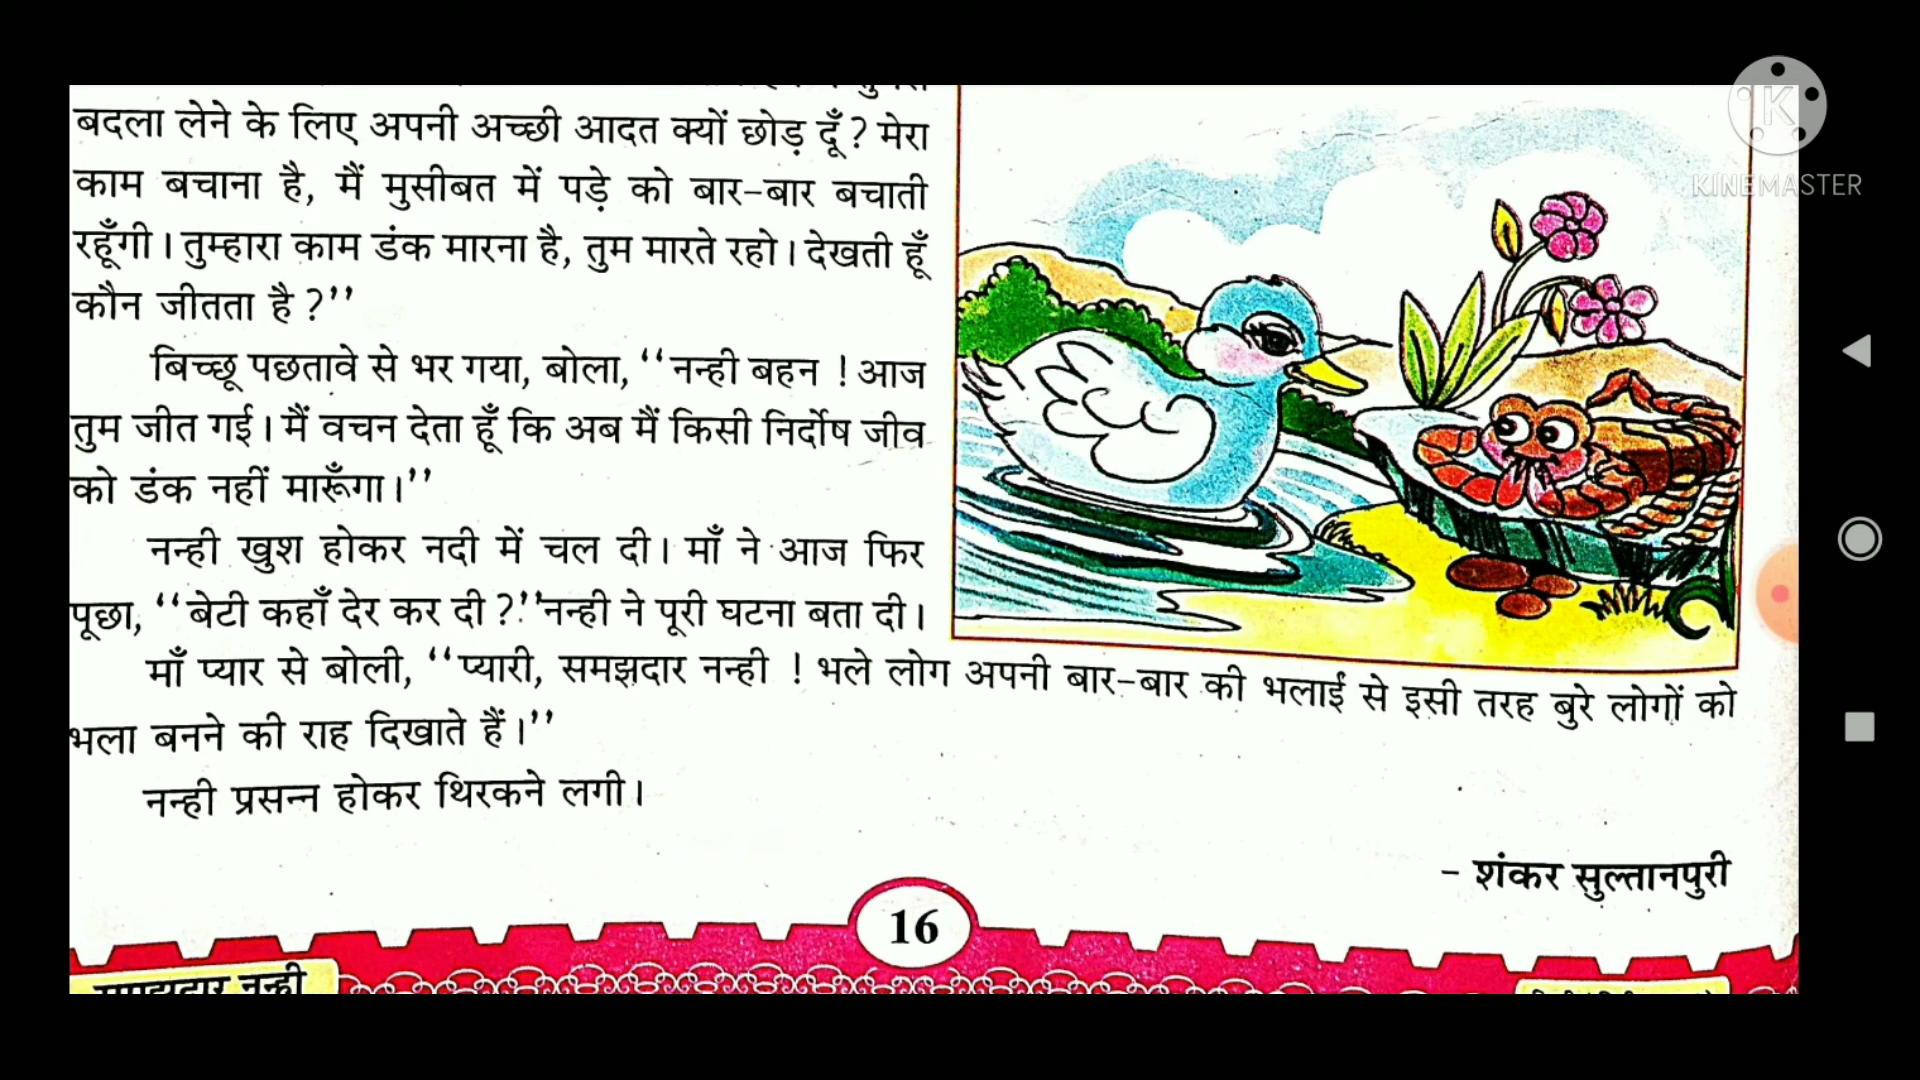 बदला लेने के लिए अपनी अच्छी आदत क्यों छोड़ दूँ? मेरा
काम बचाना है, मैं मुसीबत में पड़े को बार-बार बचाती
रहूँगी। तुम्हारा काम डंक मारना है, तुम मारते रहो। देखती हूँ
कौन जीतता है?’’
बिच्छू पछतावे से भर गया, बोला, ‘‘नन्ही बहन ! आज
तुम जीत गई। मैं वचन देता हूँ कि अब मैं किसी निर्दोष जीव
को डंक नहीं मारूँगा।’’
नन्ही खुश होकर नदी में चल दी। माँ ने आज फिर
पूछा, ‘‘बेटी कहाँ देर कर दी ?’’नन्ही ने पूरी घटना बता दी।
माँ प्यार से बोली, ‘‘प्यारी, समझदार नन्ही ! भले लोग अपनी बार-बार की भलाई से इसी तरह बुरे लोगों को
भला बनने की राह दिखाते हैं।’’
नन्ही प्रसन्न होकर थिरकने लगी।
- शंकर सुल्तानपुरी
16
समझदार नन्ही
K
KINEMASTER